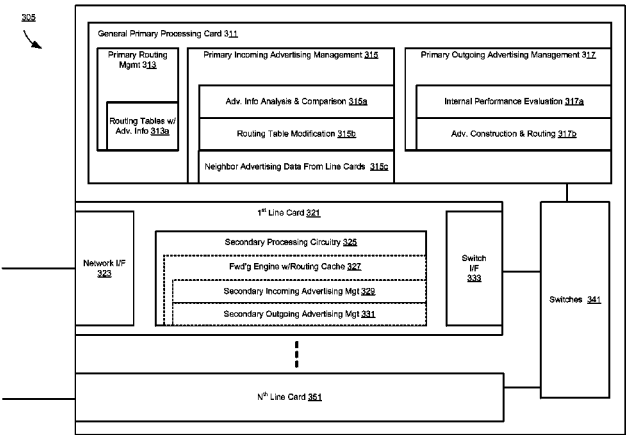 305
General Primary Processing Card 311
Primary Routing
Mgmt 313
Routing Tables w/
Adv. Info 313a
Primary Incoming Advertising Management 315
Adv. Info Analysis & Comparison 315a
Routing Table Modification 315b
Neighbor Advertising Data From Line Cards 315c
Primary Outgoing Advertising Management 317
Internal Performance Evaluation 317a
Adv. Construction & Routing 317b
1st Line Card 321
Network I/F
323
Secondary Processing Circuitry 325
Fwd'g Engine w/Routing Cache 327
Secondary Incoming Advertising Mgt 329
Secondary Outgoing Advertising Mgt 331
Switch
I/F
333
Switches 341
Nth Line Card 351